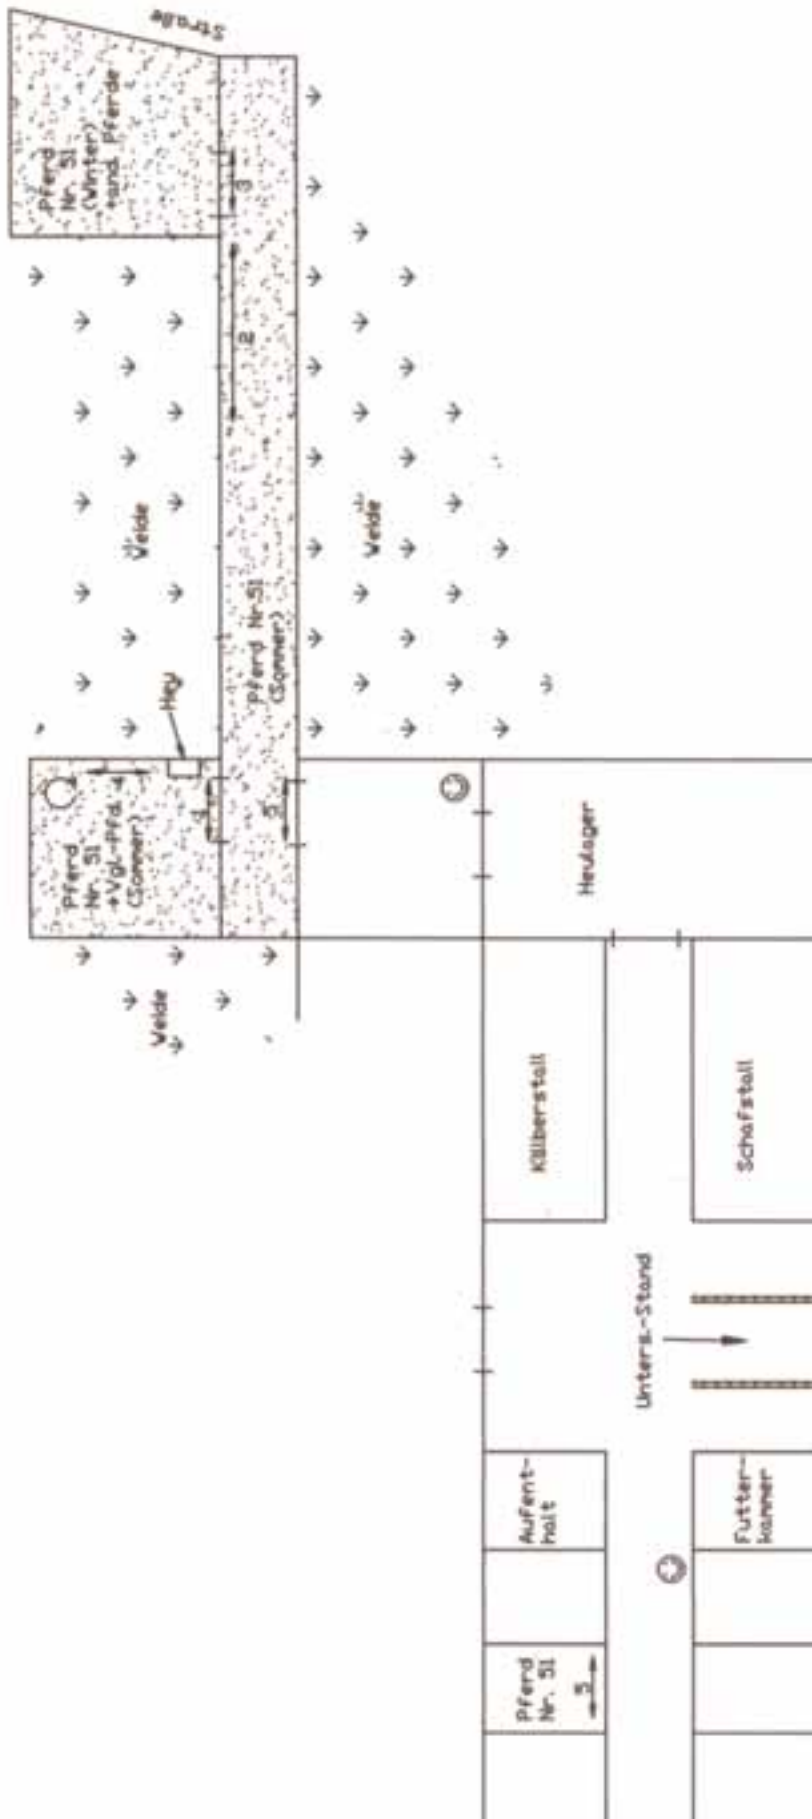 Straße
Pferd
Nr. 51
(Winter)
+and. Pferde
3
2
Weide
Weide
Pferd Nr.51
(Sommer)
Heu
Pferd
Nr. 51
+Vgl.-Pfd. 4
(Sommer)
4
5
Weide
Heulager
Kälberstall
Schafstall
Unters.-Stand
Aufent-
halt
Futter-
kammer
Pferd
Nr. 51
5